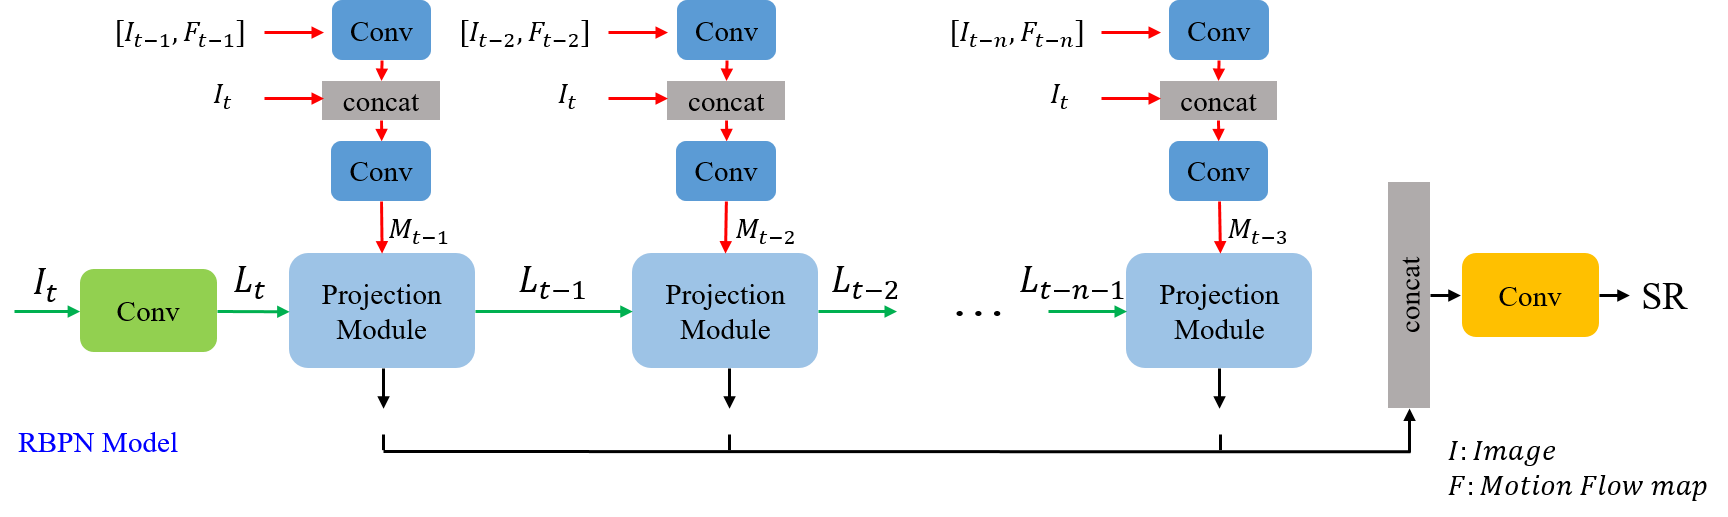 [I_{t−1}, F_{t−1}]
Conv
[I_{t−2}, F_{t−2}]
Conv
[I_{t−n}, F_{t−n}]
Conv
I_t
concat
I_t
concat
I_t
concat
Conv
Conv
Conv
M_{t−1}
M_{t−2}
M_{t−3}
I_t
Conv
L_t
Projection
Module
L_{t−1}
Projection
Module
L_{t−2}
...
L_{t−n−1}
Projection
Module
concat
Conv
SR
RBPN Model
I: Image
F: Motion Flow map